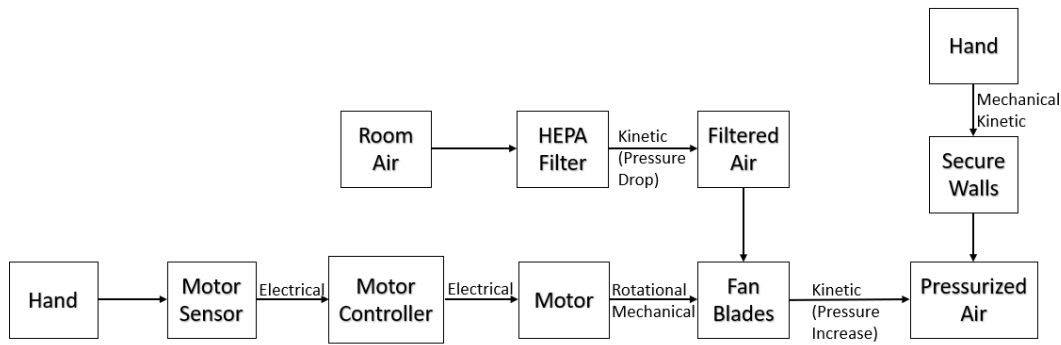 Hand
Mechanical
Kinetic
Room
Air
HEPA
Filter
Kinetic
(Pressure
Drop)
Filtered
Air
Secure
Walls
Hand
Motor
Sensor
Electrical
Motor
Controller
Electrical
Motor
Rotational
Mechanical
Fan
Blades
Kinetic
(Pressure
Increase)
Pressurized
Air